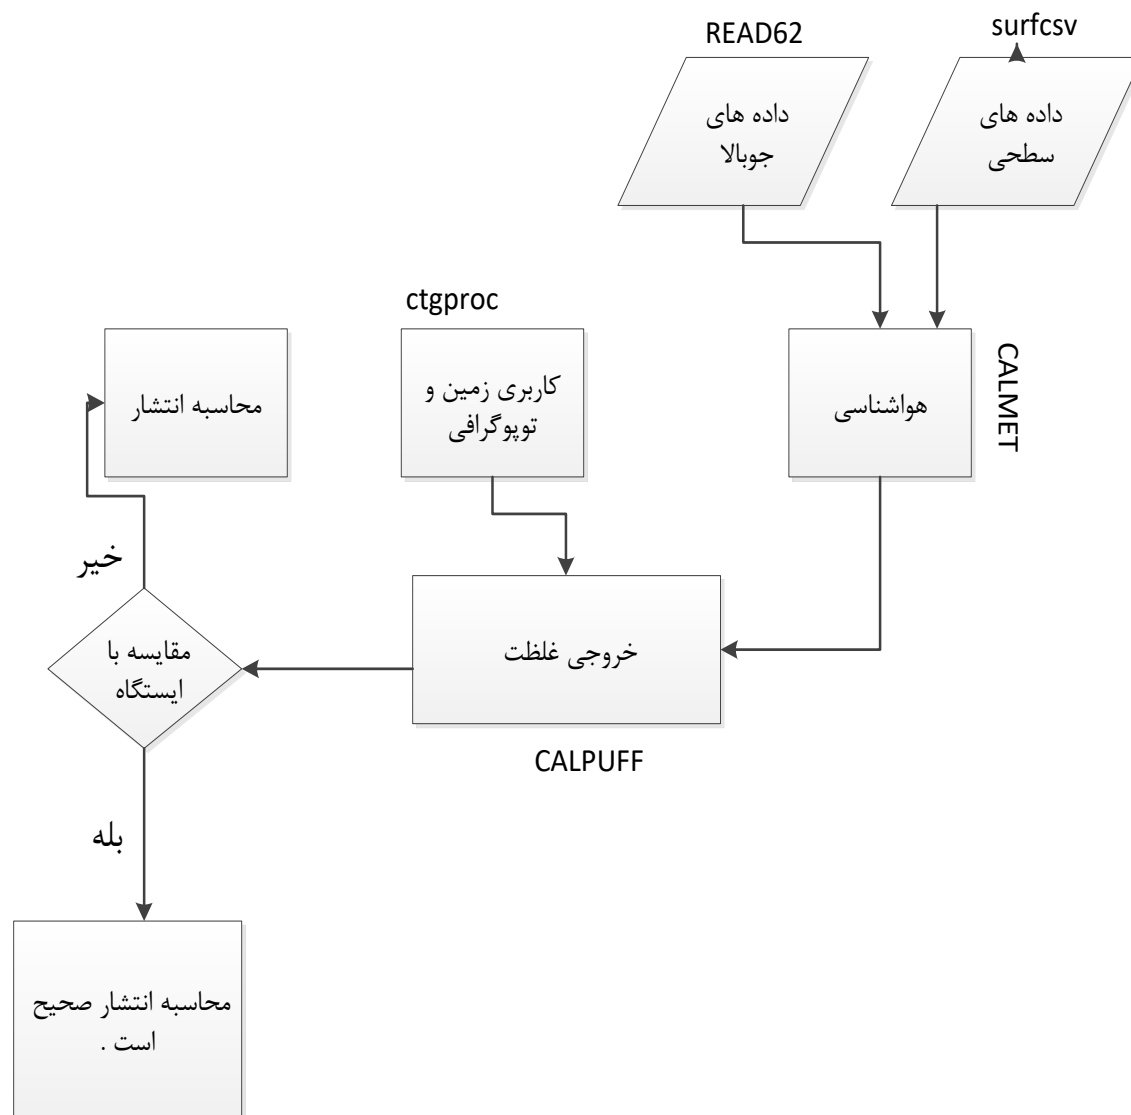 READ62
surfcsv
داده های
جوبالا
داده های
سطحی
ctgproc
محاسبه انتشار
کاربری زمین و
توپوگرافی
هواشناسی
CALMET
خیر
مقایسه با
ایستگاه
خروجی غلظت
CALPUFF
بله
محاسبه انتشار صحیح
است .